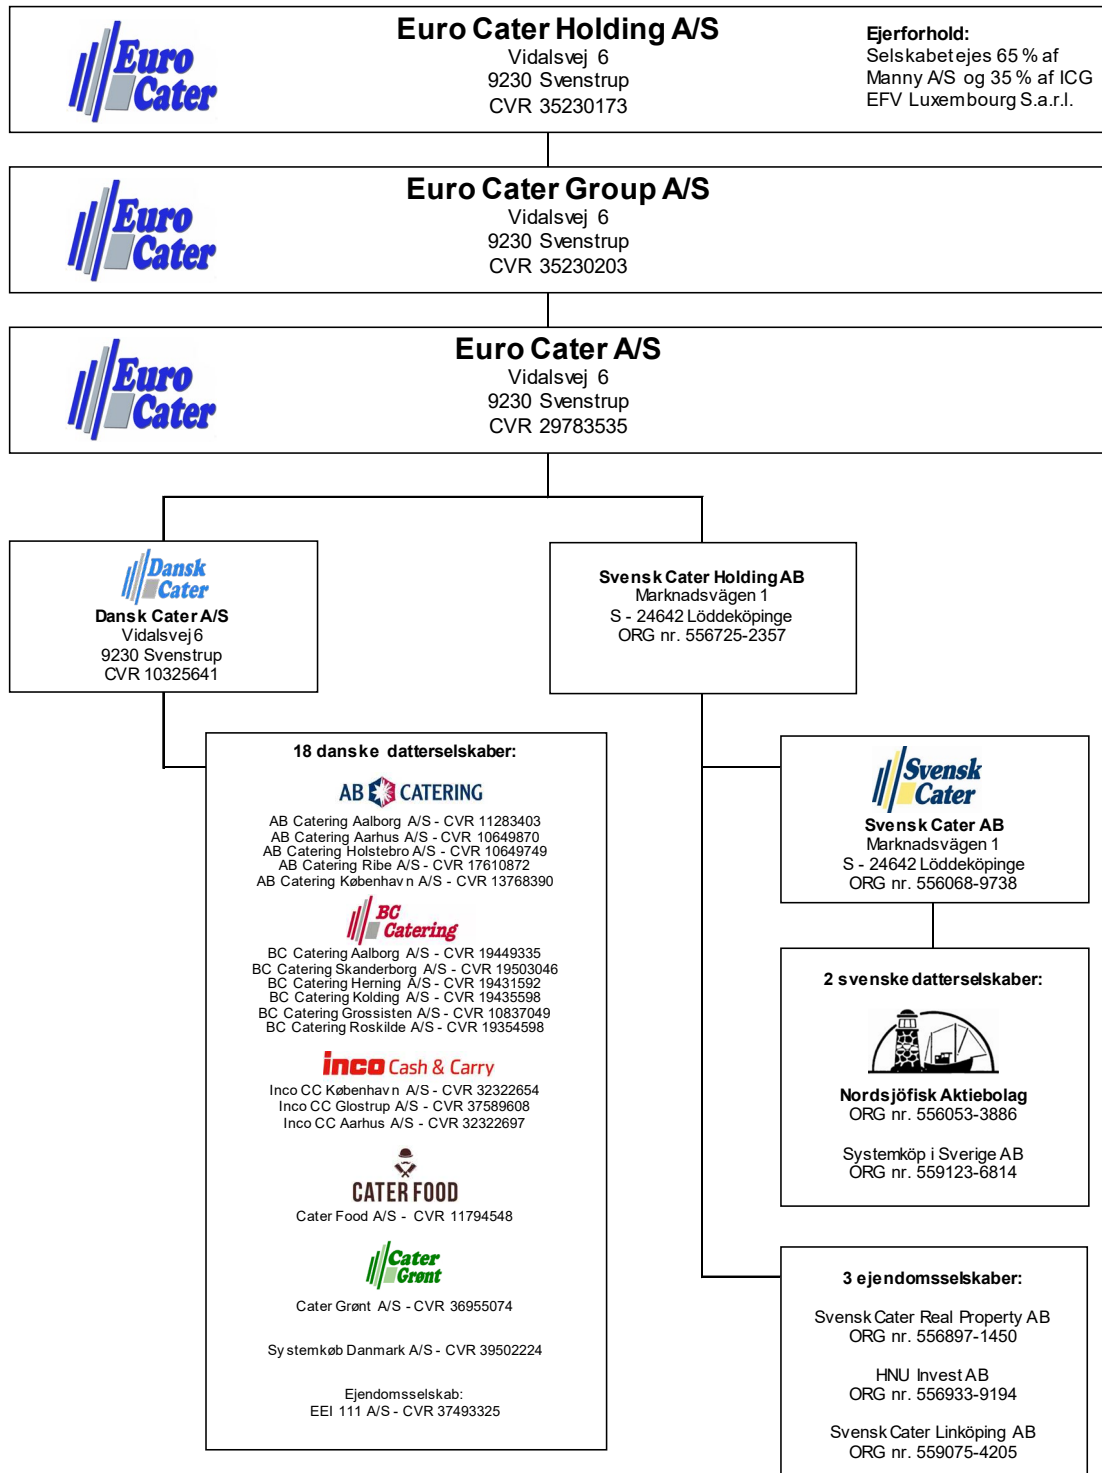 Euro
Cater
Euro Cater Holding A/S
Vidalsvej 6
9230 Svenstrup
CVR 35230173
Ejerforhold:
Selskabet ejes 65 % af
Manny A/S og 35 % af ICG
EFV Luxembourg S.a.r.l.
Euro
Cater
Euro Cater Group A/S
Vidalsvej 6
9230 Svenstrup
CVR 35230203
Euro
Cater
Euro Cater A/S
Vidalsvej 6
9230 Svenstrup
CVR 29783535
Dansk
Cater
Dansk Cater A/S
Vidalsvej 6
9230 Svenstrup
CVR 10325641
Svensk Cater Holding AB
Marknadsvägen 1
S - 24642 Löddeköpinge
ORG nr. 556725-2357
18 danske datterselskaber:
AB CATERING
AB Catering Aalborg A/S - CVR 11283403
AB Catering Aarhus A/S - CVR 10649870
AB Catering Holstebro A/S - CVR 10649749
AB Catering Ribe A/S - CVR 17610872
AB Catering København A/S - CVR 13768390
BC
Catering
BC Catering Aalborg A/S - CVR 19449335
BC Catering Skanderborg A/S - CVR 19503046
BC Catering Herning A/S - CVR 19431592
BC Catering Kolding A/S - CVR 19435598
BC Catering Grossisten A/S - CVR 10837049
BC Catering Roskilde A/S - CVR 19354598
inco Cash & Carry
Inco CC København A/S - CVR 32322654
Inco CC Glostrup A/S - CVR 37589608
Inco CC Aarhus A/S - CVR 32322697
CATER FOOD
Cater Food A/S - CVR 11794548
Cater
Grønt
Cater Grønt A/S - CVR 36955074
Systemkøb Danmark A/S - CVR 39502224
Ejendomsselskab:
EEI 111 A/S - CVR 37493325
Svensk
Cater
Svensk Cater AB
Marknadsvägen 1
S - 24642 Löddeköpinge
ORG nr. 556068-9738
2 svenske datterselskaber:
Nordsjöfisk Aktiebolag
ORG nr. 556053-3886
Systemköp i Sverige AB
ORG nr. 559123-6814
3 ejendomsselskaber:
Svensk Cater Real Property AB
ORG nr. 556897-1450
HNU Invest AB
ORG nr. 556933-9194
Svensk Cater Linköping AB
ORG nr. 559075-4205